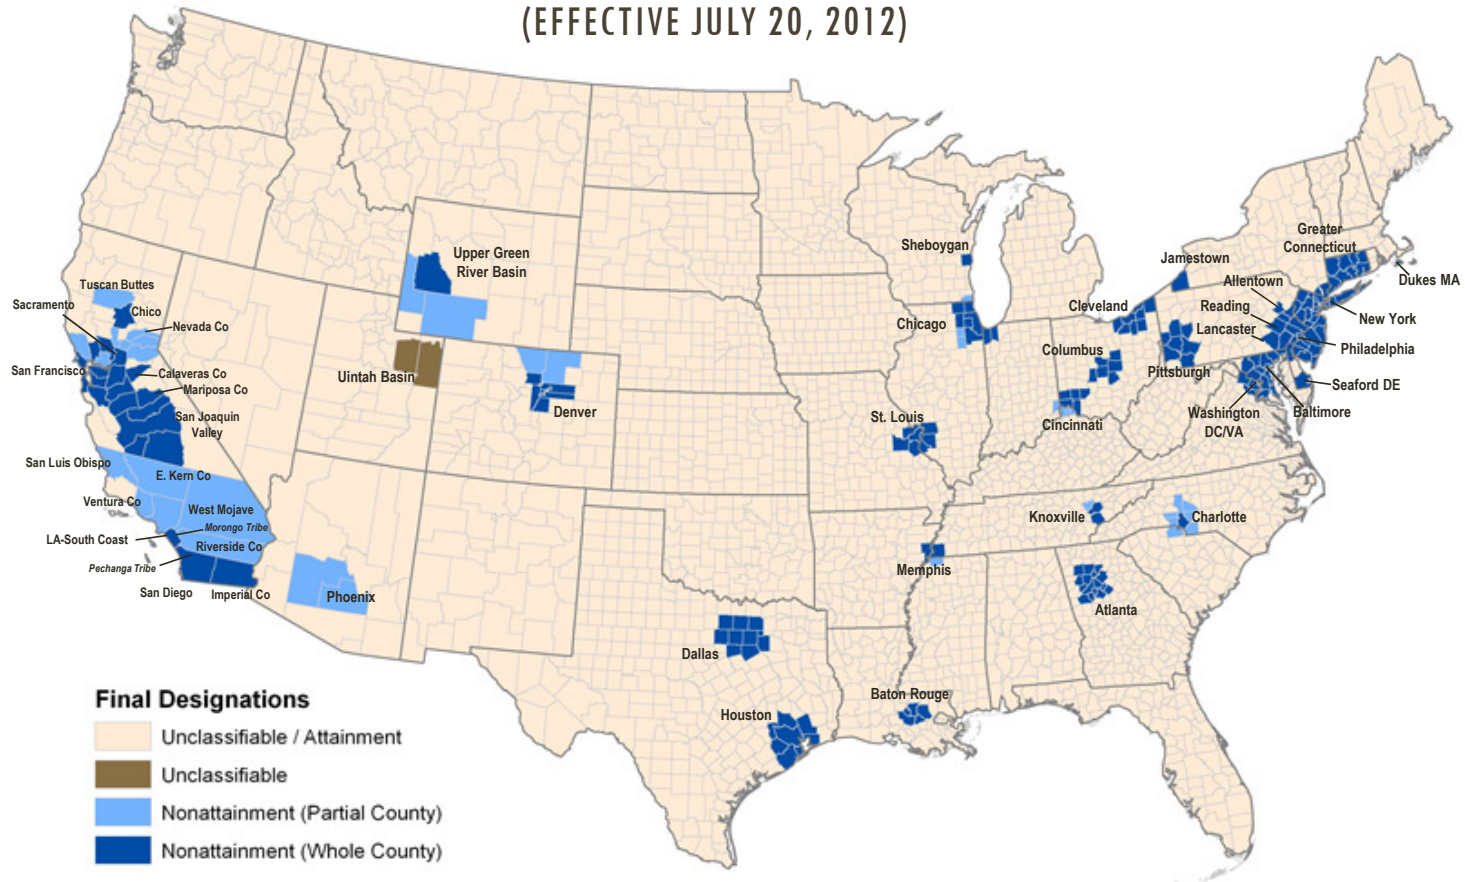 (EFFECTIVE JULY 20, 2012)
Upper Green
River Basin
Sheboygan
Greater
Connecticut
Jamestown
Dukes MA
Tuscan Buttes
Allentown
Sacramento
Chico
Reading
Cleveland
Nevada Co
Chicago
Lancaster
New York
Columbus
Philadelphia
San Francisco
Calaveras Co
Pittsburgh
Uintah Basin
Mariposa Co
Seaford DE
Denver
San Joaquin
Valley
St. Louis
Cincinnati
Washington
DC/VA
Baltimore
San Luis Obispo
E. Kern Co
Ventura Co
West Mojave
Morongo Tribe
Knoxville
Charlotte
LA-South Coast
Riverside Co
Pechanga Tribe
Memphis
San Diego
Imperial Co
Phoenix
Atlanta
Dallas
Baton Rouge
Houston
Final Designations
Unclassifiable / Attainment
Unclassifiable
Nonattainment (Partial County)
Nonattainment (Whole County)